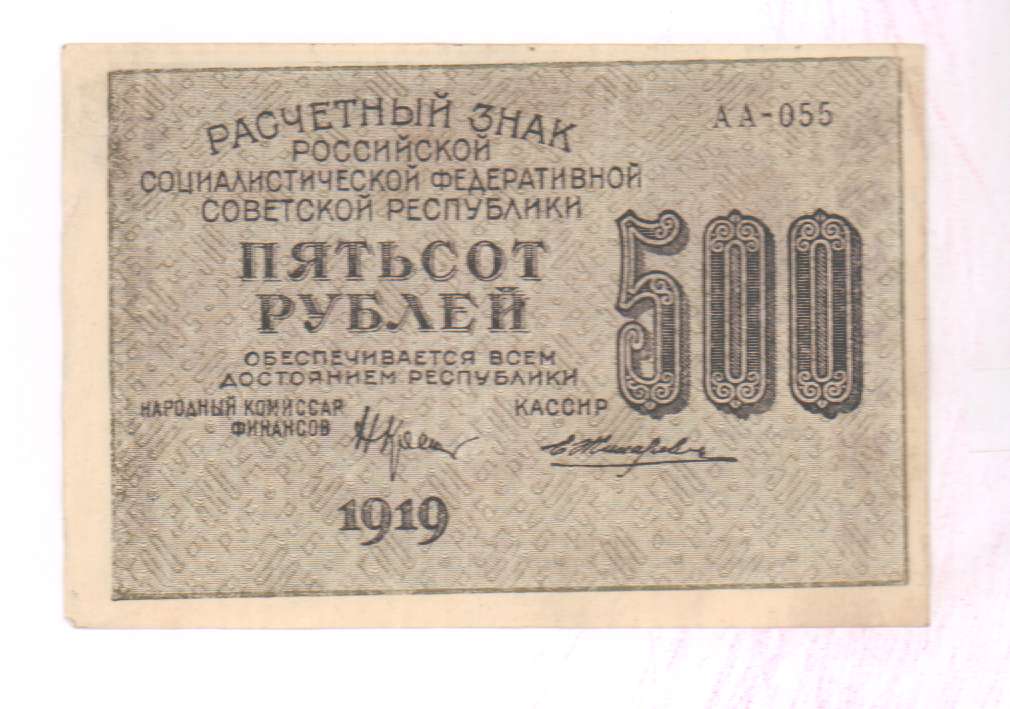 РАСЧЕТНЫЙ ЗНАК
АА-055
РОССИЙСКОЙ
СОЦИАЛИСТИЧЕСКОЙ ФЕДЕРАТИВНОЙ
СОВЕТСКОЙ РЕСПУБЛИКИ
ПЯТЬСОТ
РУБЛЕЙ
500
ОБЕСПЕЧИВАЕТСЯ ВСЕМ
ДОСТОЯНИЕМ РЕСПУБЛИКИ
НАРОДНЫЙ КОМИССАР
ФИНАНСОВ
КАССИР
1919